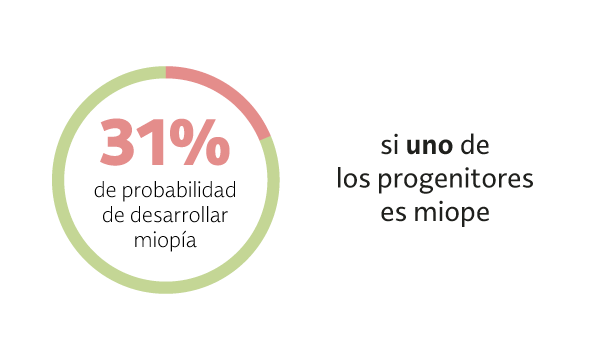 31%
de probabilidad
de desarrollar
miopía
si uno de
los progenitores
es miope